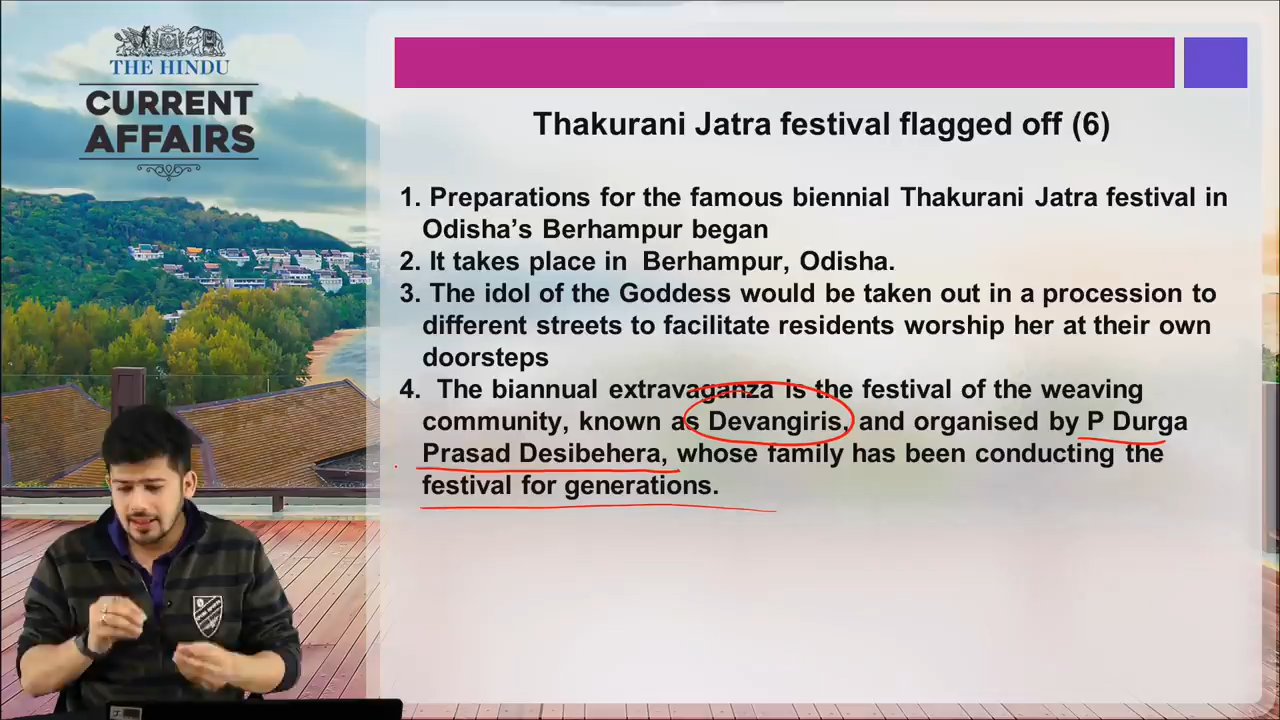 THE HINDU
CURRENT
AFFAIRS
Thakurani Jatra festival flagged off (6)
1. Preparations for the famous biennial Thakurani Jatra festival in
Odisha's Berhampur began
2. It takes place in Berhampur, Odisha.
3. The idol of the Goddess would be taken out in a procession to
different streets to facilitate residents worship her at their own
doorsteps
4. The biannual extravaganza is the festival of the weaving
community, known as Devangiris, and organised by P Durga
Prasad Desibehera, whose family has been conducting the
festival for generations.